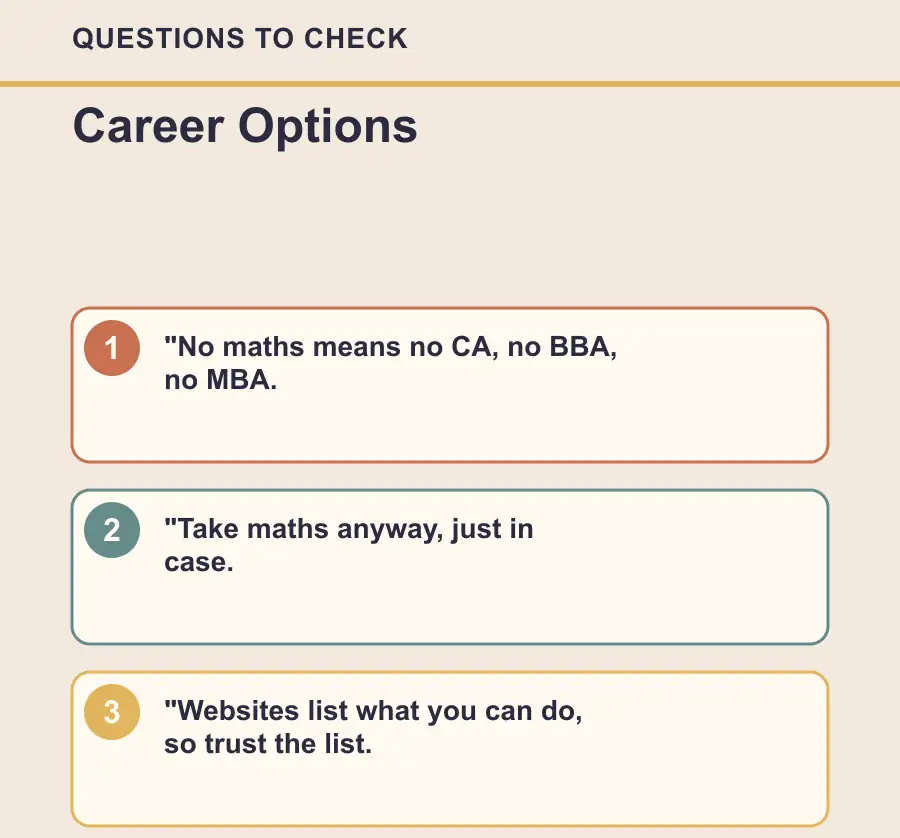 QUESTIONS TO CHECK
Career Options
1
"No maths means no CA, no BBA,
no MBA.
2
"Take maths anyway, just in
case.
3
"Websites list what you can do,
so trust the list.